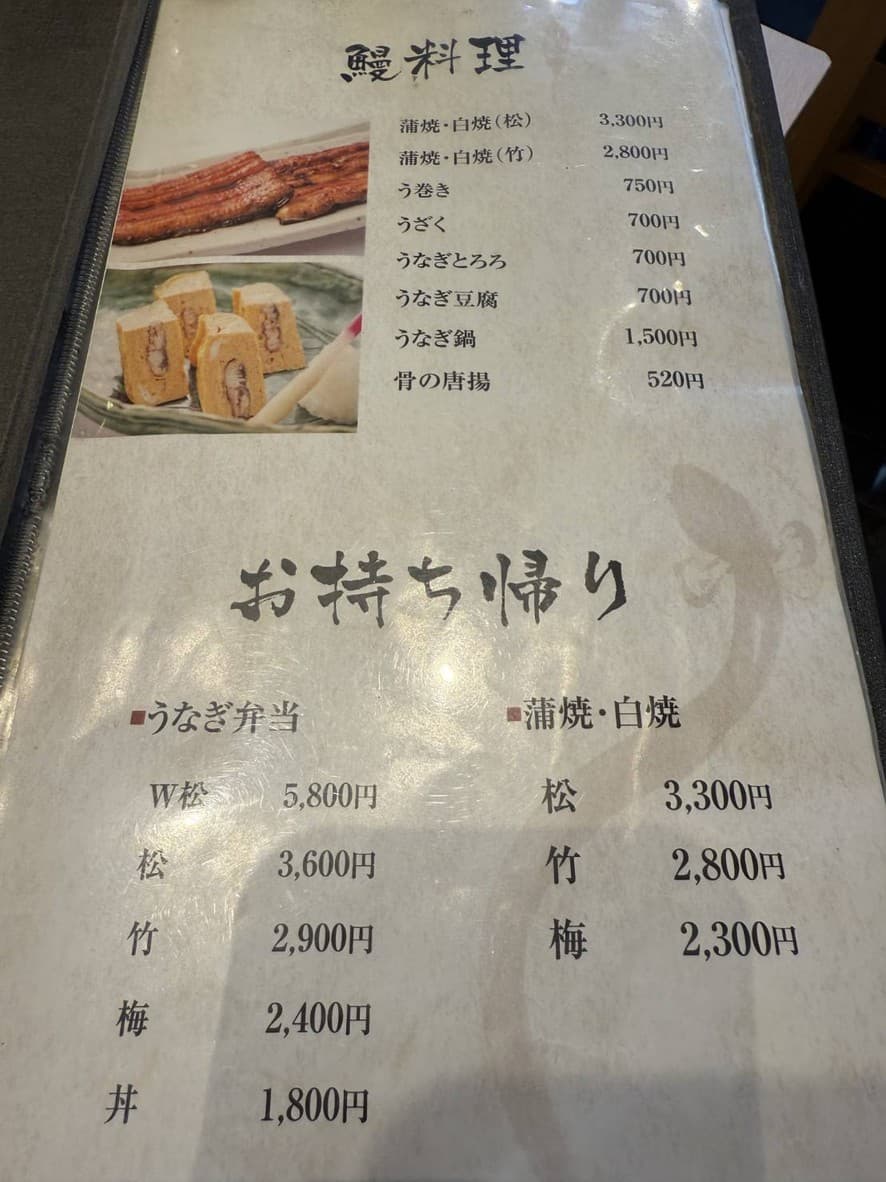 鰻料理
蒲焼・白焼(松) 3,300円
蒲焼・白焼(竹) 2,800円
う巻き 750円
うざく 700円
うなぎとろろ 700円
うなぎ豆腐 700円
うなぎ鍋 1,500円
骨の唐揚 520円
お持ち帰り
■うなぎ弁当
W松 5,800円
松 3,600円
竹 2,900円
梅 2,400円
丼 1,800円
■蒲焼・白焼
松 3,300円
竹 2,800円
梅 2,300円